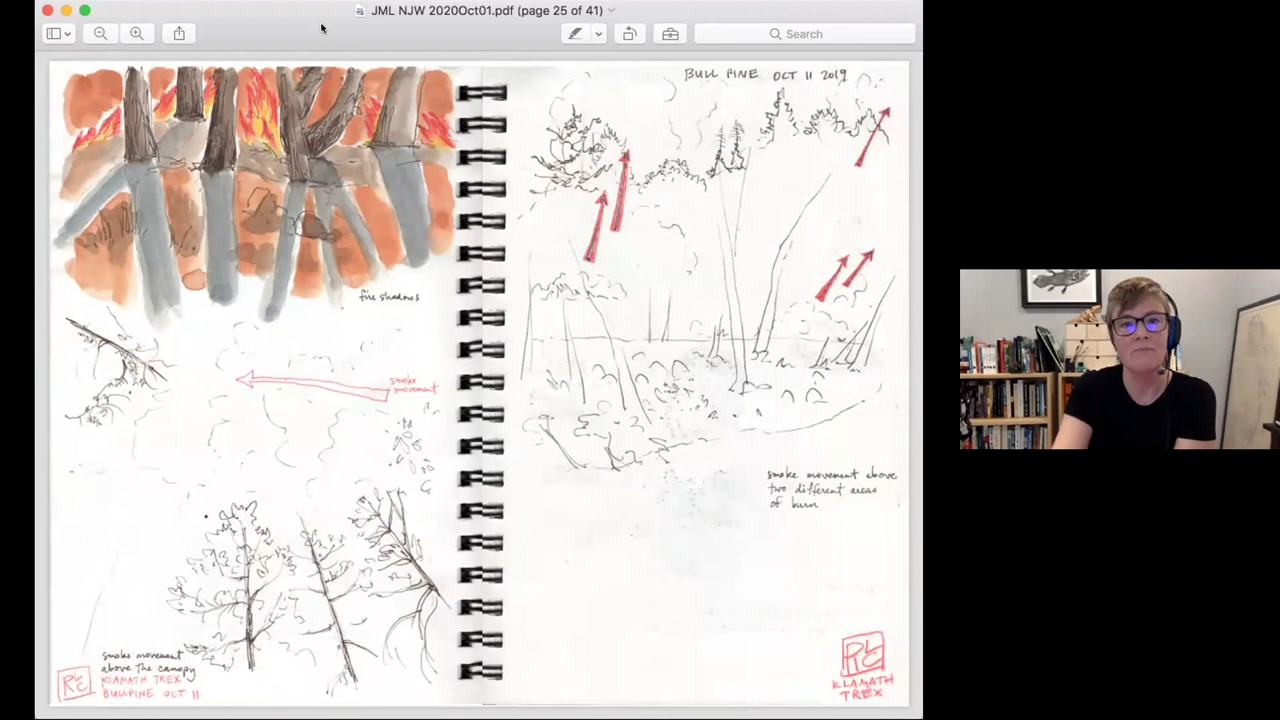 JML NJW 2020Oct01.pdf (page 25 of 41)
Search
fire shadows
smoke
movement
smoke movement
above the canopy
KLAMATH TREX
BULLPINE OCT 11
BULL PINE OCT 11 2019
smoke movement above
two different areas
of burn
KLAMATH
TREX